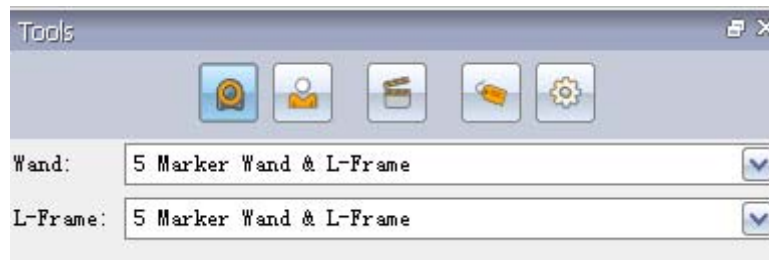 Tools
Wand: 5 Marker Wand & L-Frame
L-Frame: 5 Marker Wand & L-Frame